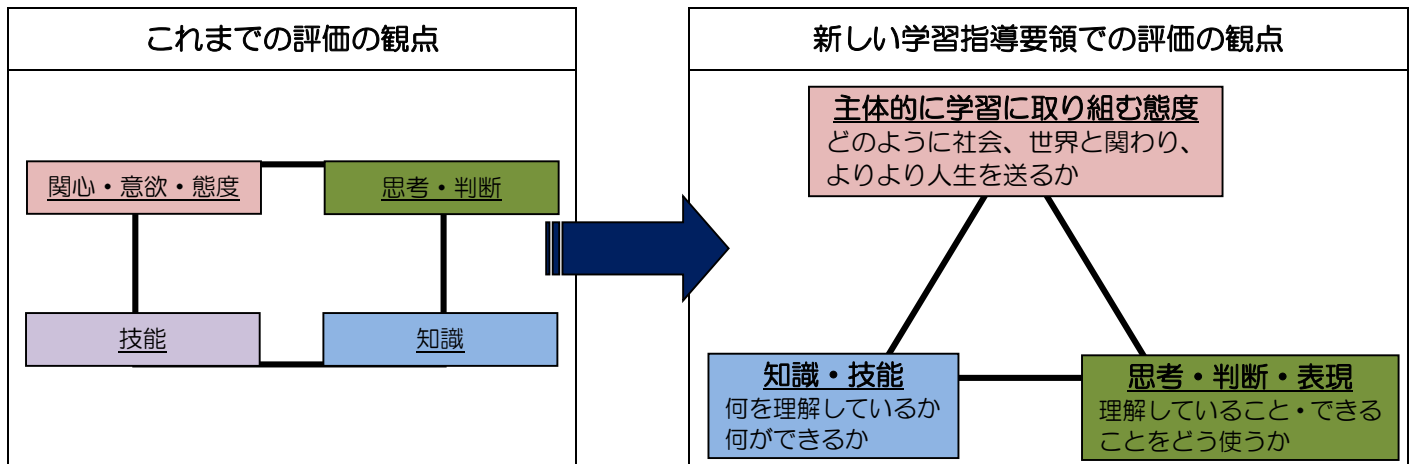 これまでの評価の観点
関心・意欲・態度
思考・判断
技能
知識
新しい学習指導要領での評価の観点
主体的に学習に取り組む態度
どのように社会、世界と関わり、
よりより人生を送るか
知識・技能
何を理解しているか
何ができるか
思考・判断・表現
理解していること・できる
ことをどう使うか